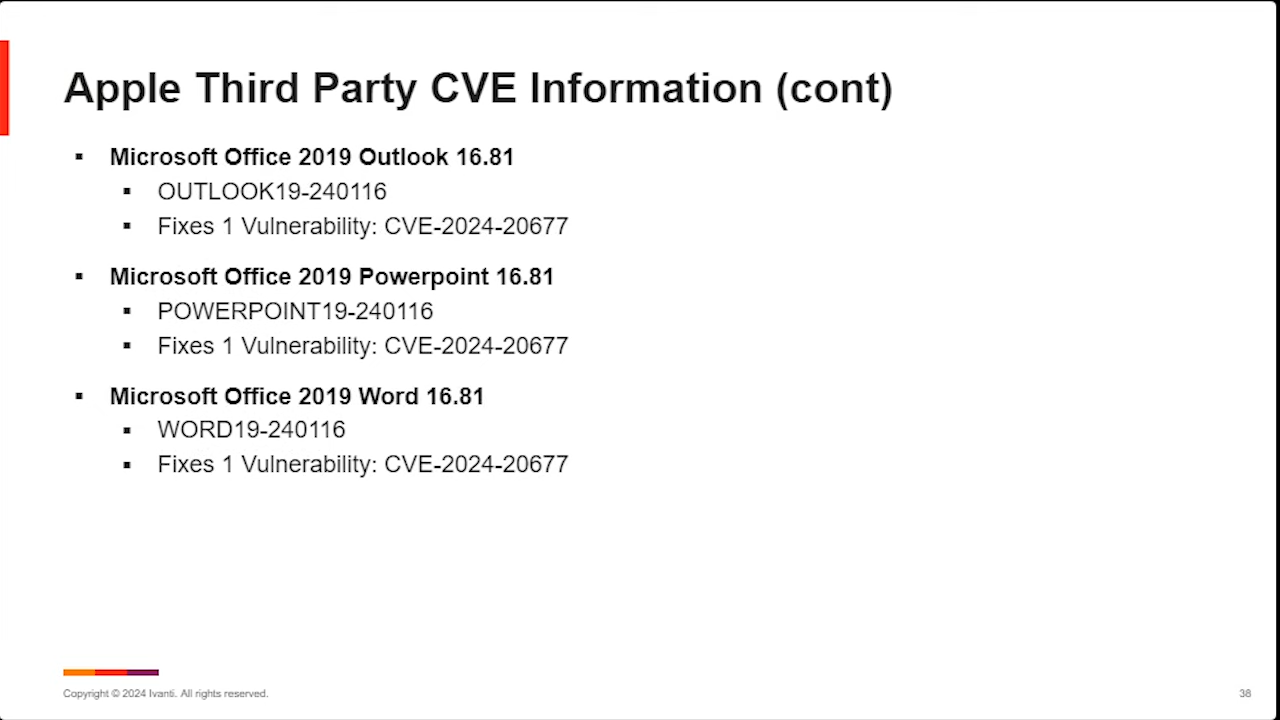 Apple Third Party CVE Information (cont)
▪ Microsoft Office 2019 Outlook 16.81
▪ OUTLOOK19-240116
▪ Fixes 1 Vulnerability: CVE-2024-20677
▪ Microsoft Office 2019 Powerpoint 16.81
▪ POWERPOINT19-240116
▪ Fixes 1 Vulnerability: CVE-2024-20677
▪ Microsoft Office 2019 Word 16.81
▪ WORD19-240116
▪ Fixes 1 Vulnerability: CVE-2024-20677
Copyright © 2024 Ivanti. All rights reserved.
38